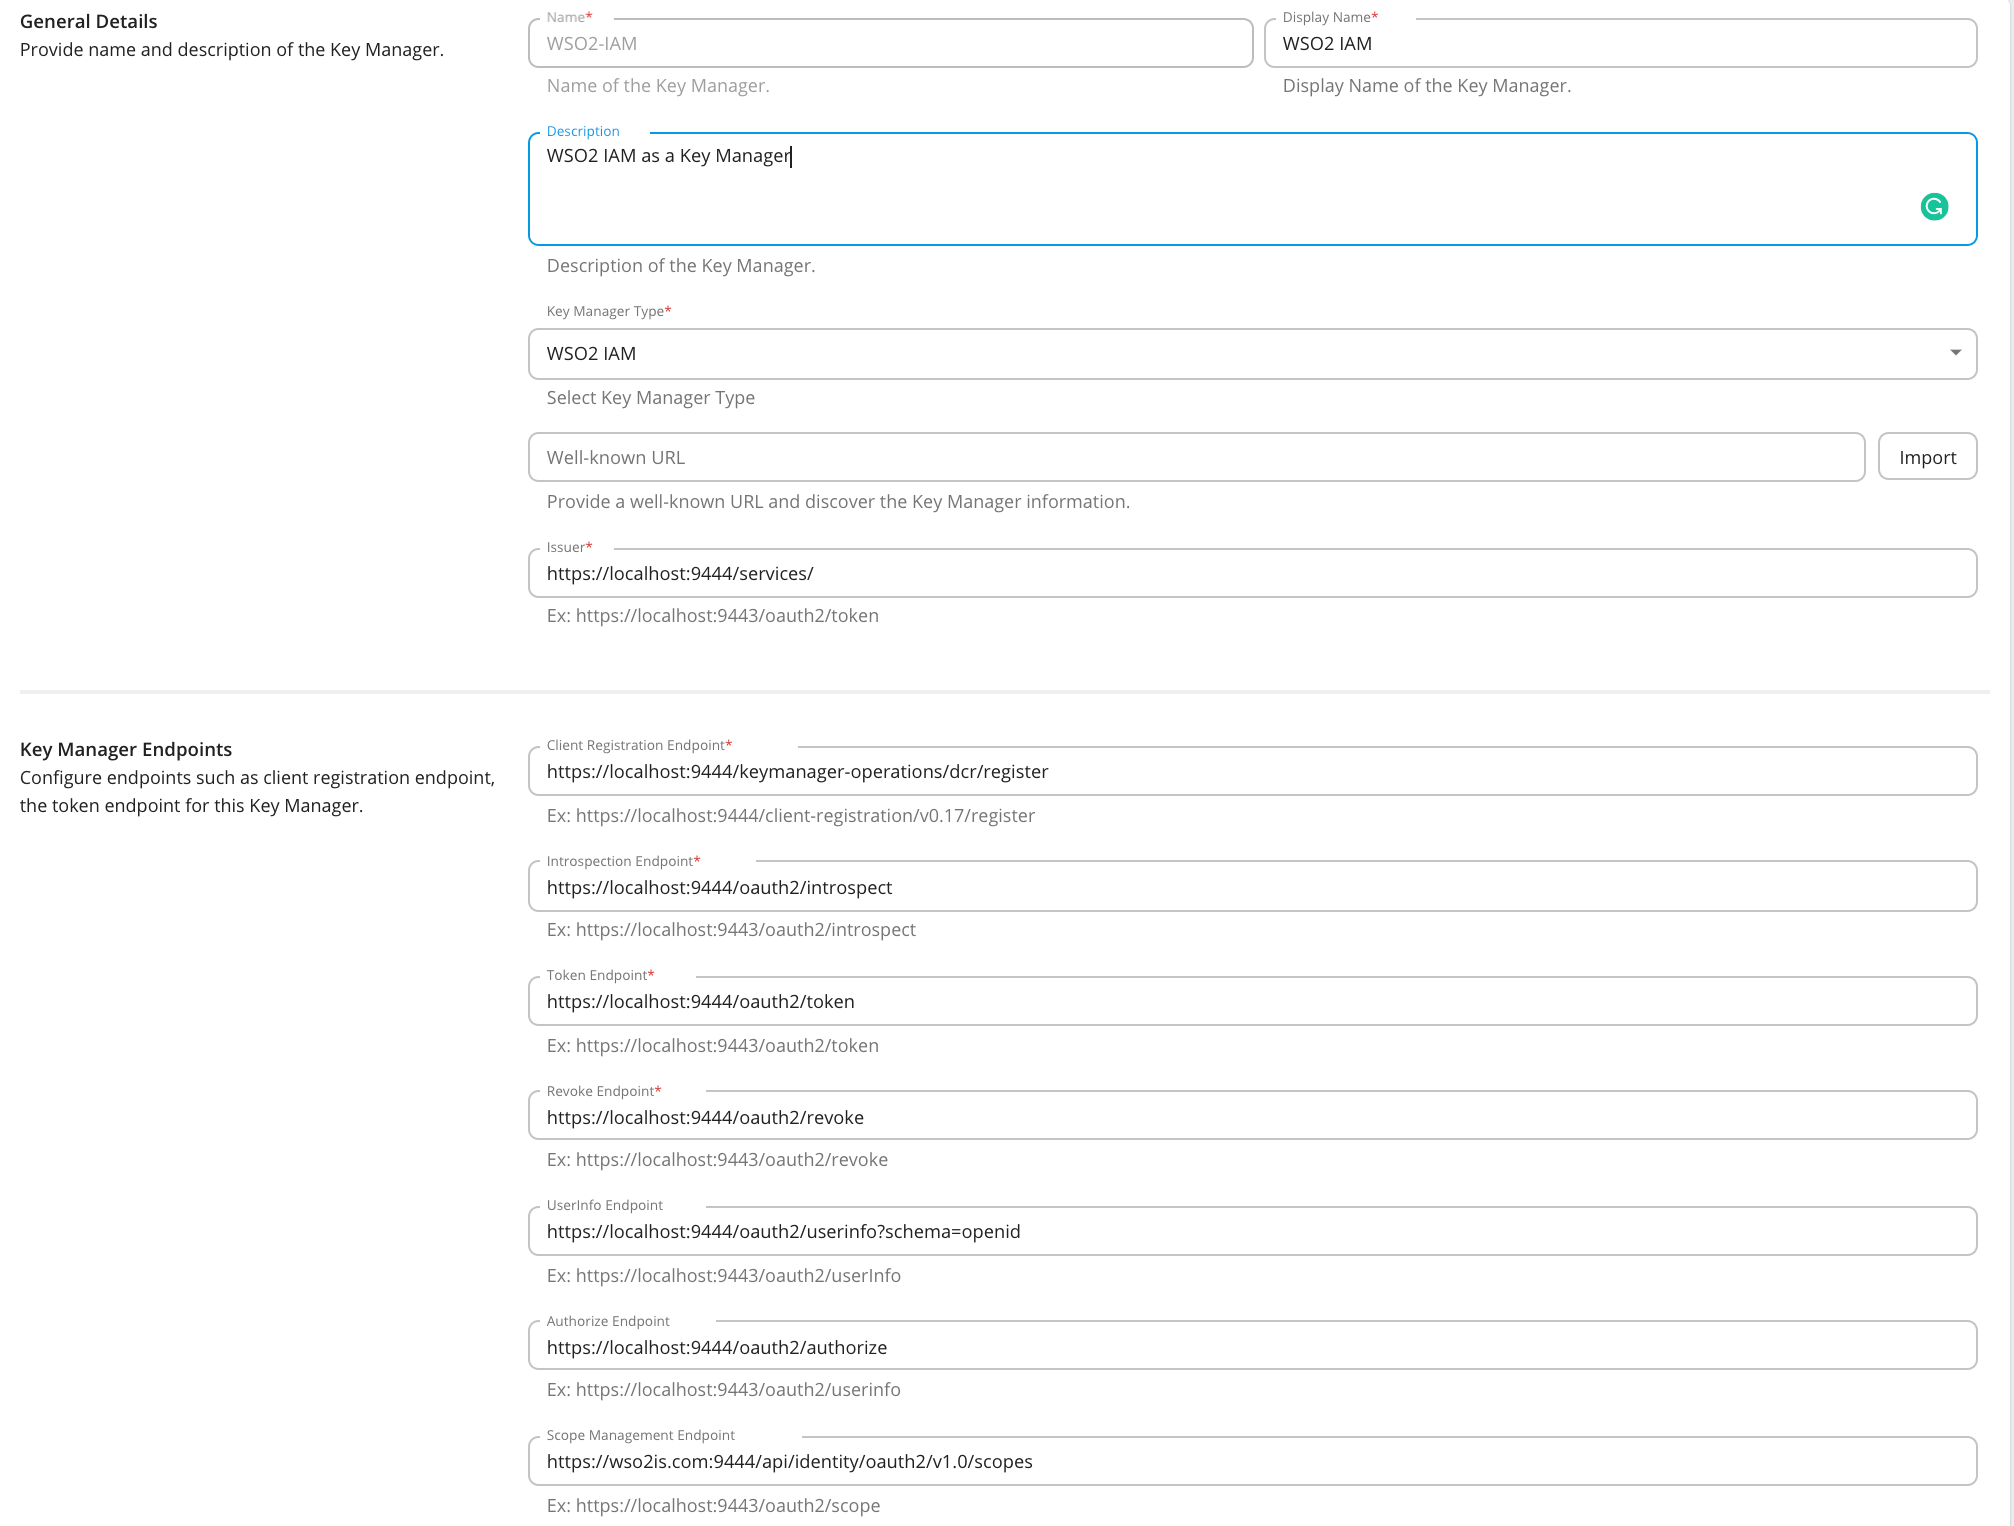 General Details
Provide name and description of the Key Manager.
Name*
WSO2-IAM
Name of the Key Manager.
Display Name*
WSO2 IAM
Display Name of the Key Manager.
Description
WSO2 IAM as a Key Manager
Description of the Key Manager.
Key Manager Type*
WSO2 IAM
Select Key Manager Type
Well-known URL
Import
Provide a well-known URL and discover the Key Manager information.
Issuer*
https://localhost:9444/services/
Ex: https://localhost:9443/oauth2/token
Key Manager Endpoints
Configure endpoints such as client registration endpoint,
the token endpoint for this Key Manager.
Client Registration Endpoint*
https://localhost:9444/keymanager-operations/dcr/register
Ex: https://localhost:9444/client-registration/v0.17/register
Introspection Endpoint*
https://localhost:9444/oauth2/introspect
Ex: https://localhost:9443/oauth2/introspect
Token Endpoint*
https://localhost:9444/oauth2/token
Ex: https://localhost:9443/oauth2/token
Revoke Endpoint*
https://localhost:9444/oauth2/revoke
Ex: https://localhost:9443/oauth2/revoke
UserInfo Endpoint
https://localhost:9444/oauth2/userinfo?schema=openid
Ex: https://localhost:9443/oauth2/userInfo
Authorize Endpoint
https://localhost:9444/oauth2/authorize
Ex: https://localhost:9443/oauth2/userinfo
Scope Management Endpoint
https://wso2is.com:9444/api/identity/oauth2/v1.0/scopes
Ex: https://localhost:9443/oauth2/scope